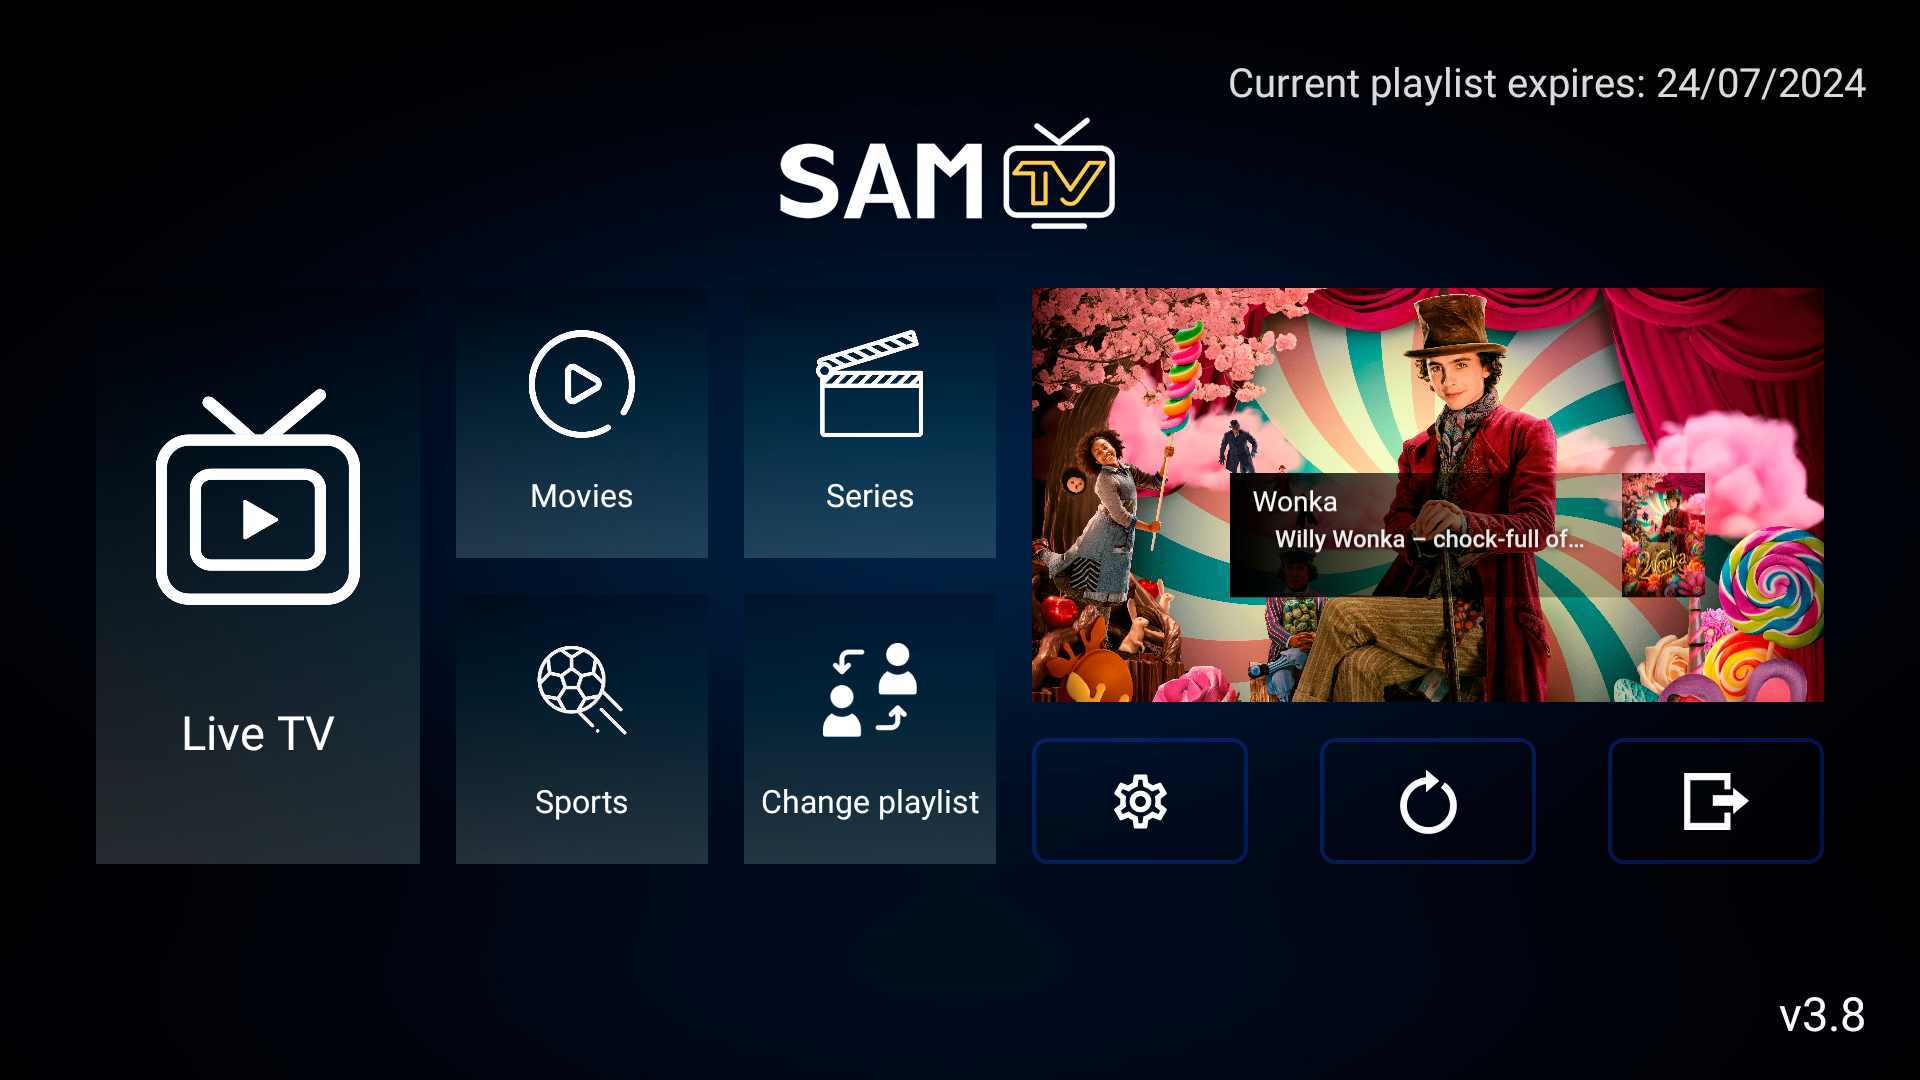 Current playlist expires: 24/07/2024
SAM TV
Live TV
Movies
Series
Sports
Change playlist
Wonka
Willy Wonka – chock-full of...
Wonka
v3.8